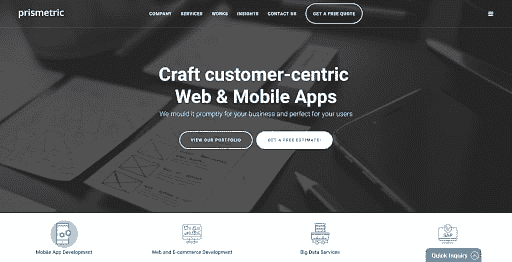 prismetric
COMPANY SERVICES WORKS INSIGHTS CONTACT US GET A FREE QUOTE
Craft customer-centric
Web & Mobile Apps
We mould it promptly for your business and perfect for your users
VIEW OUR PORTFOLIO GET A FREE ESTIMATE!
Mobile App Development Web and E-commerce Development Big Data Services
Quick Inquiry